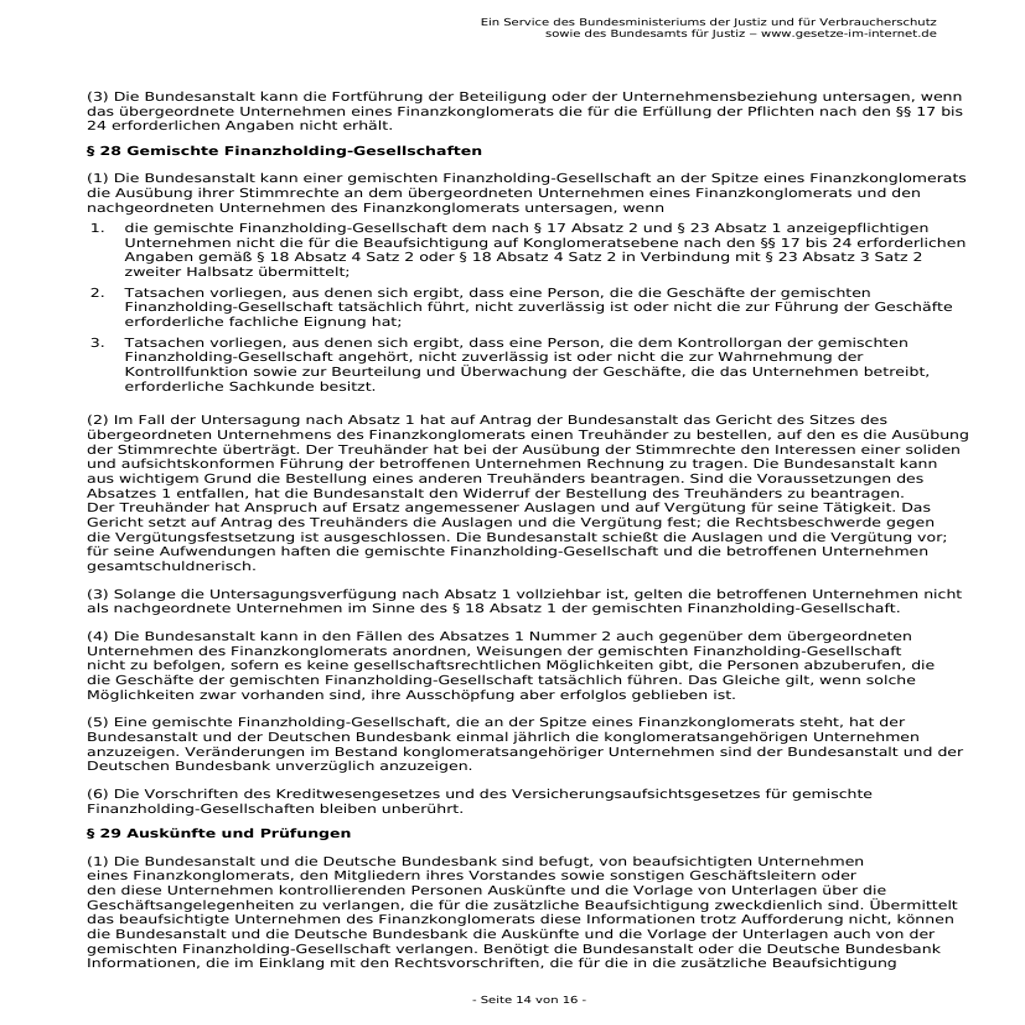 Ein Service des Bundesministeriums der Justiz und für Verbraucherschutz
sowie des Bundesamts für Justiz – www.gesetze-im-internet.de
(3) Die Bundesanstalt kann die Fortführung der Beteiligung oder der Unternehmensbeziehung untersagen, wenn
das übergeordnete Unternehmen eines Finanzkonglomerats die für die Erfüllung der Pflichten nach den §§ 17 bis
24 erforderlichen Angaben nicht erhält.
§ 28 Gemischte Finanzholding-Gesellschaften
(1) Die Bundesanstalt kann einer gemischten Finanzholding-Gesellschaft an der Spitze eines Finanzkonglomerats
die Ausübung ihrer Stimmrechte an dem übergeordneten Unternehmen eines Finanzkonglomerats und den
nachgeordneten Unternehmen des Finanzkonglomerats untersagen, wenn
1. die gemischte Finanzholding-Gesellschaft dem nach § 17 Absatz 2 und § 23 Absatz 1 anzeigepflichtigen
Unternehmen nicht die für die Beaufsichtigung auf Konglomeratsebene nach den §§ 17 bis 24 erforderlichen
Angaben gemäß § 18 Absatz 4 Satz 2 oder § 18 Absatz 4 Satz 2 in Verbindung mit § 23 Absatz 3 Satz 2
zweiter Halbsatz übermittelt;
2. Tatsachen vorliegen, aus denen sich ergibt, dass eine Person, die die Geschäfte der gemischten
Finanzholding-Gesellschaft tatsächlich führt, nicht zuverlässig ist oder nicht die zur Führung der Geschäfte
erforderliche fachliche Eignung hat;
3. Tatsachen vorliegen, aus denen sich ergibt, dass eine Person, die dem Kontrollorgan der gemischten
Finanzholding-Gesellschaft angehört, nicht zuverlässig ist oder nicht die zur Wahrnehmung der
Kontrollfunktion sowie zur Beurteilung und Überwachung der Geschäfte, die das Unternehmen betreibt,
erforderliche Sachkunde besitzt.
(2) Im Fall der Untersagung nach Absatz 1 hat auf Antrag der Bundesanstalt das Gericht des Sitzes des
übergeordneten Unternehmens des Finanzkonglomerats einen Treuhänder zu bestellen, auf den es die Ausübung
der Stimmrechte überträgt. Der Treuhänder hat bei der Ausübung der Stimmrechte den Interessen einer soliden
und aufsichtskonformen Führung der betroffenen Unternehmen Rechnung zu tragen. Die Bundesanstalt kann
aus wichtigem Grund die Bestellung eines anderen Treuhänders beantragen. Sind die Voraussetzungen des
Absatzes 1 entfallen, hat die Bundesanstalt den Widerruf der Bestellung des Treuhänders zu beantragen.
Der Treuhänder hat Anspruch auf Ersatz angemessener Auslagen und auf Vergütung für seine Tätigkeit. Das
Gericht setzt auf Antrag des Treuhänders die Auslagen und die Vergütung fest; die Rechtsbeschwerde gegen
die Vergütungsfestsetzung ist ausgeschlossen. Die Bundesanstalt schießt die Auslagen und die Vergütung vor;
für seine Aufwendungen haften die gemischte Finanzholding-Gesellschaft und die betroffenen Unternehmen
gesamtschuldnerisch.
(3) Solange die Untersagungsverfügung nach Absatz 1 vollziehbar ist, gelten die betroffenen Unternehmen nicht
als nachgeordnete Unternehmen im Sinne des § 18 Absatz 1 der gemischten Finanzholding-Gesellschaft.
(4) Die Bundesanstalt kann in den Fällen des Absatzes 1 Nummer 2 auch gegenüber dem übergeordneten
Unternehmen des Finanzkonglomerats anordnen, Weisungen der gemischten Finanzholding-Gesellschaft
nicht zu befolgen, sofern es keine gesellschaftsrechtlichen Möglichkeiten gibt, die Personen abzuberufen, die
die Geschäfte der gemischten Finanzholding-Gesellschaft tatsächlich führen. Das Gleiche gilt, wenn solche
Möglichkeiten zwar vorhanden sind, ihre Ausschöpfung aber erfolglos geblieben ist.
(5) Eine gemischte Finanzholding-Gesellschaft, die an der Spitze eines Finanzkonglomerats steht, hat der
Bundesanstalt und der Deutschen Bundesbank einmal jährlich die konglomeratsangehörigen Unternehmen
anzuzeigen. Veränderungen im Bestand konglomeratsangehöriger Unternehmen sind der Bundesanstalt und der
Deutschen Bundesbank unverzüglich anzuzeigen.
(6) Die Vorschriften des Kreditwesengesetzes und des Versicherungsaufsichtsgesetzes für gemischte
Finanzholding-Gesellschaften bleiben unberührt.
§ 29 Auskünfte und Prüfungen
(1) Die Bundesanstalt und die Deutsche Bundesbank sind befugt, von beaufsichtigten Unternehmen
eines Finanzkonglomerats, den Mitgliedern ihres Vorstandes sowie sonstigen Geschäftsleitern oder
den diese Unternehmen kontrollierenden Personen Auskünfte und die Vorlage von Unterlagen über die
Geschäftsangelegenheiten zu verlangen, die für die zusätzliche Beaufsichtigung zweckdienlich sind. Übermittelt
das beaufsichtigte Unternehmen des Finanzkonglomerats diese Informationen trotz Aufforderung nicht, können
die Bundesanstalt und die Deutsche Bundesbank die Auskünfte und die Vorlage der Unterlagen auch von der
gemischten Finanzholding-Gesellschaft verlangen. Benötigt die Bundesanstalt oder die Deutsche Bundesbank
Informationen, die im Einklang mit den Rechtsvorschriften, die für die in die zusätzliche Beaufsichtigung
- Seite 14 von 16 -